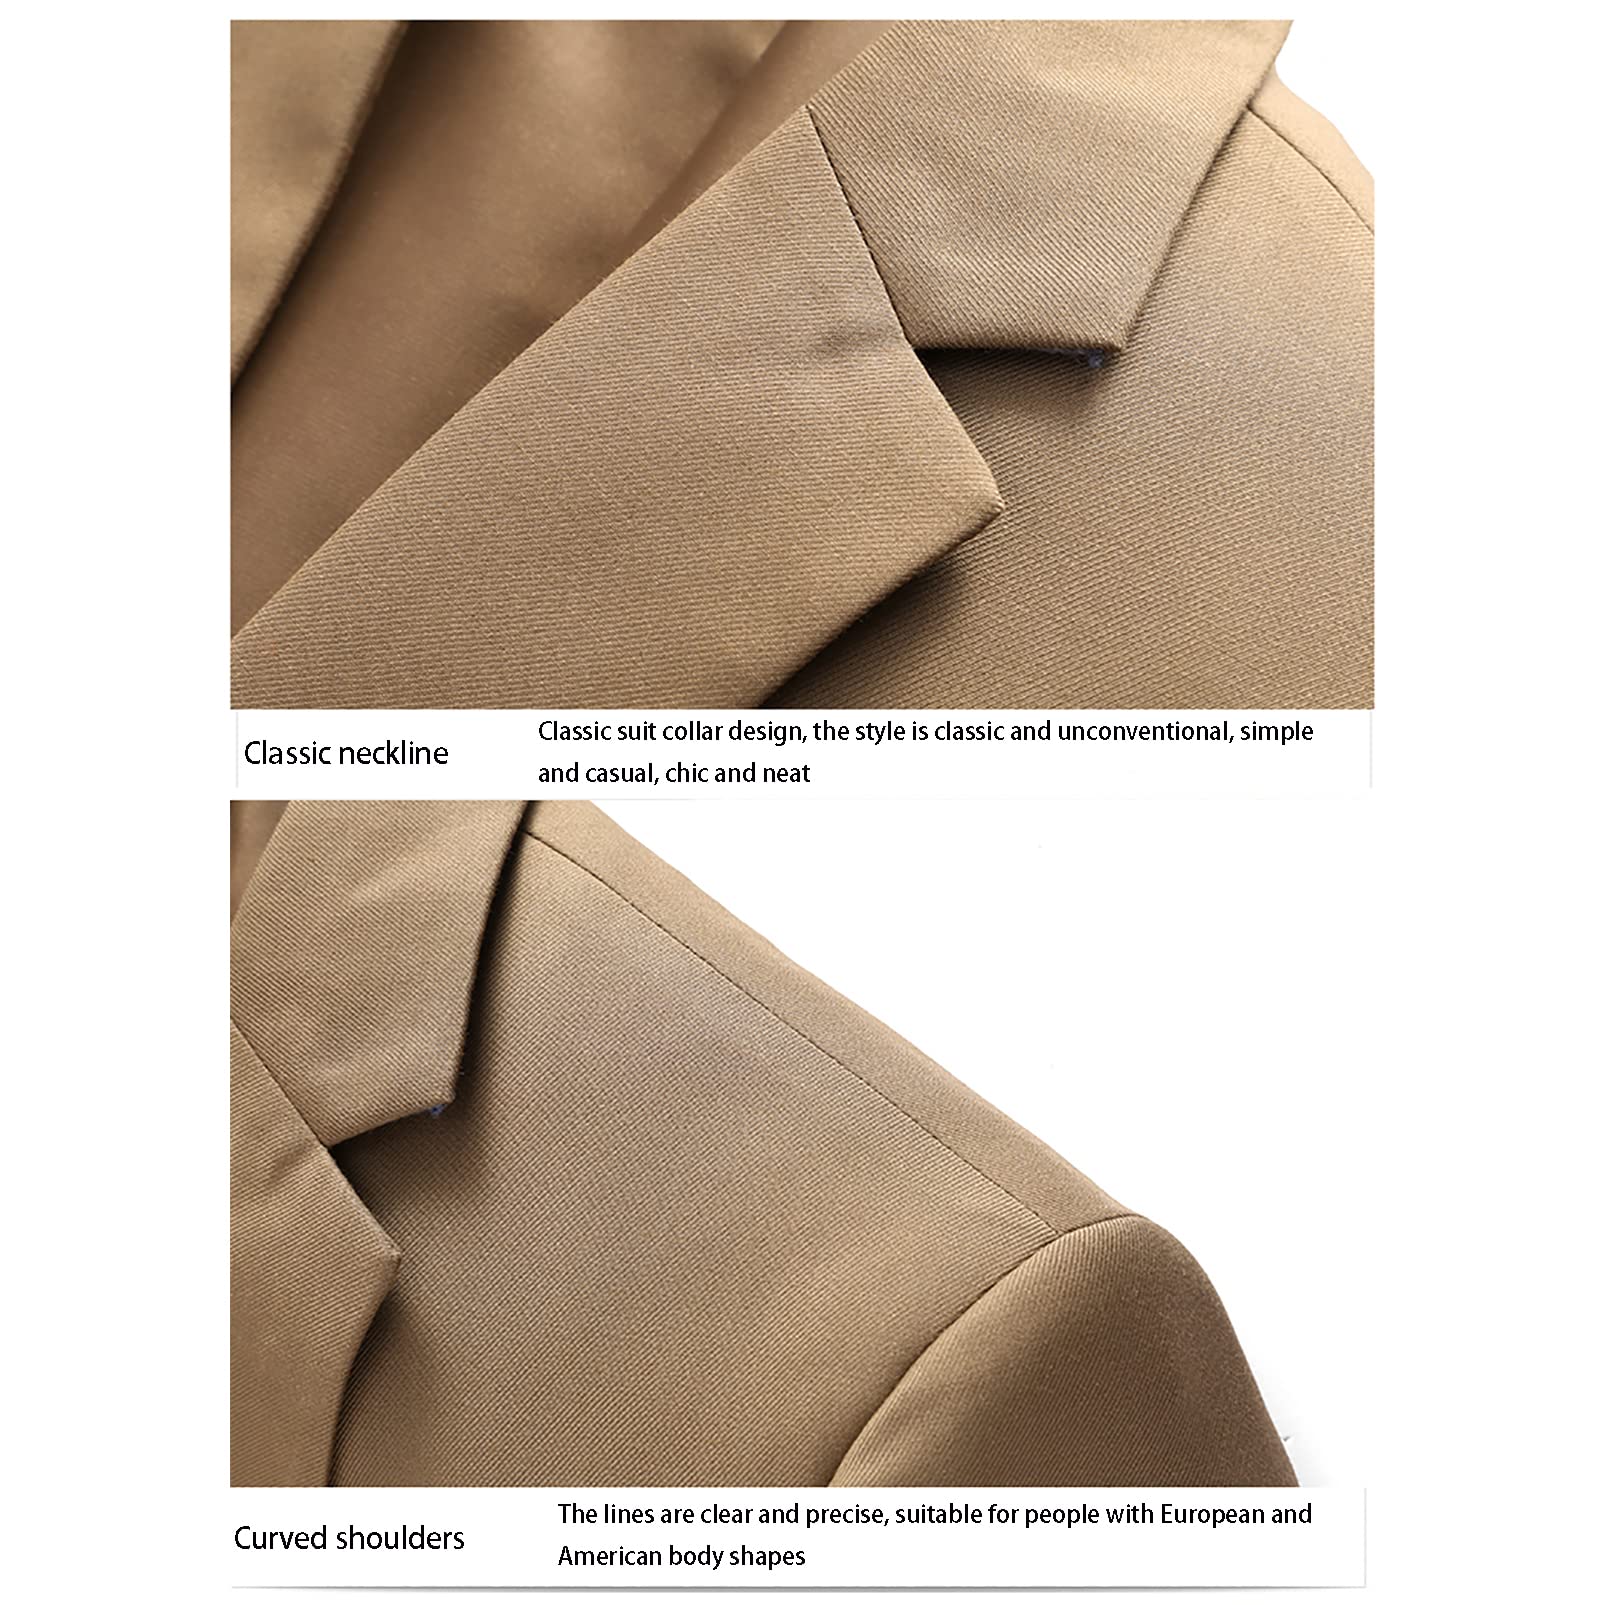 Classic neckline
Classic suit collar design, the style is classic and unconventional, simple
and casual, chic and neat
Curved shoulders
The lines are clear and precise, suitable for people with European and
American body shapes